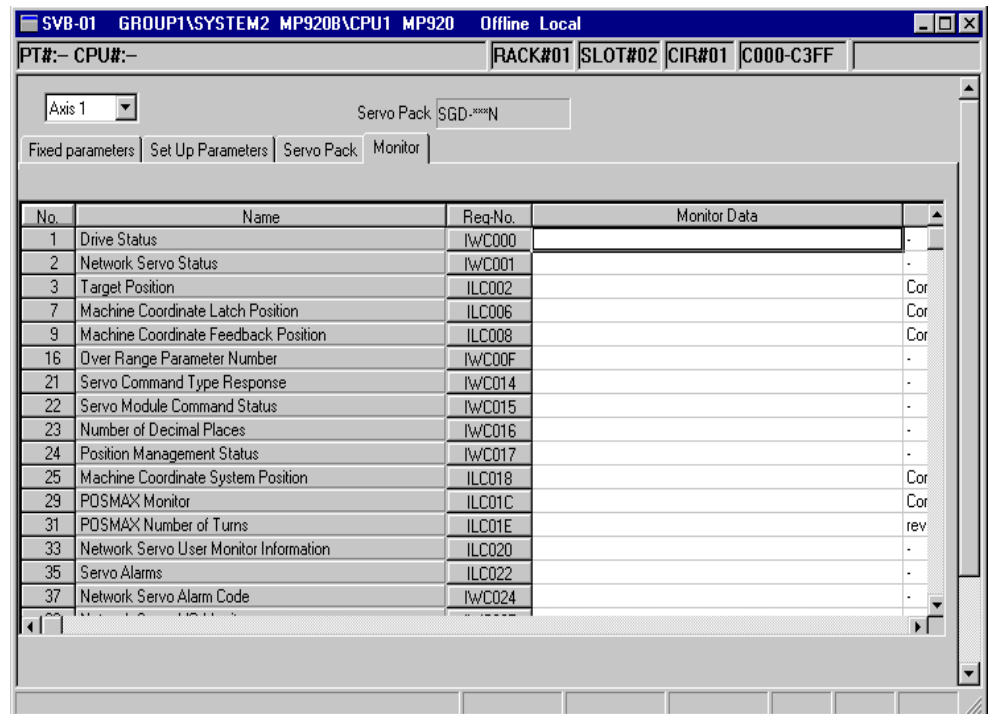 SVB-01 GROUP1\SYSTEM2 MP920B\CPU1 MP920 Offline Local
PT#:– CPU#:– RACK#01 SLOT#02 CIR#01 C000-C3FF
Axis 1 Servo Pack SGD-***N
Fixed parameters Set Up Parameters Servo Pack Monitor
No. Name Reg-No. Monitor Data
1 Drive Status IWC000 -
2 Network Servo Status IWC001 -
3 Target Position ILC002 Cor
7 Machine Coordinate Latch Position ILC006 Cor
9 Machine Coordinate Feedback Position ILC008 Cor
16 Over Range Parameter Number IWC00F -
21 Servo Command Type Response IWC014 -
22 Servo Module Command Status IWC015 -
23 Number of Decimal Places IWC016 -
24 Position Management Status IWC017 -
25 Machine Coordinate System Position ILC018 Cor
29 POSMAX Monitor ILC01C Cor
31 POSMAX Number of Turns ILC01E rev
33 Network Servo User Monitor Information ILC020 -
35 Servo Alarms ILC022 -
37 Network Servo Alarm Code IWC024 -